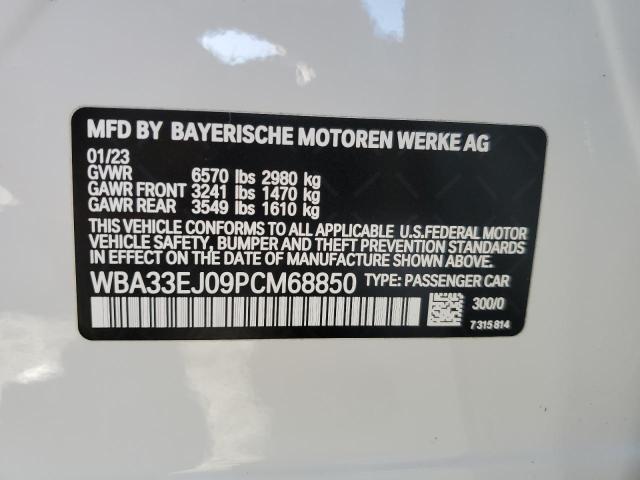 MFD BY BAYERISCHE MOTOREN WERKE AG
01/23
GVWR 6570 lbs 2980 kg
GAWR FRONT 3241 lbs 1470 kg
GAWR REAR 3549 lbs 1610 kg
THIS VEHICLE CONFORMS TO ALL APPLICABLE U.S.FEDERAL MOTOR
VEHICLE SAFETY, BUMPER AND THEFT PREVENTION STANDARDS
IN EFFECT ON THE DATE OF MANUFACTURE SHOWN ABOVE.
WBA33EJ09PCM68850 TYPE: PASSENGER CAR
300/0
7 315 814